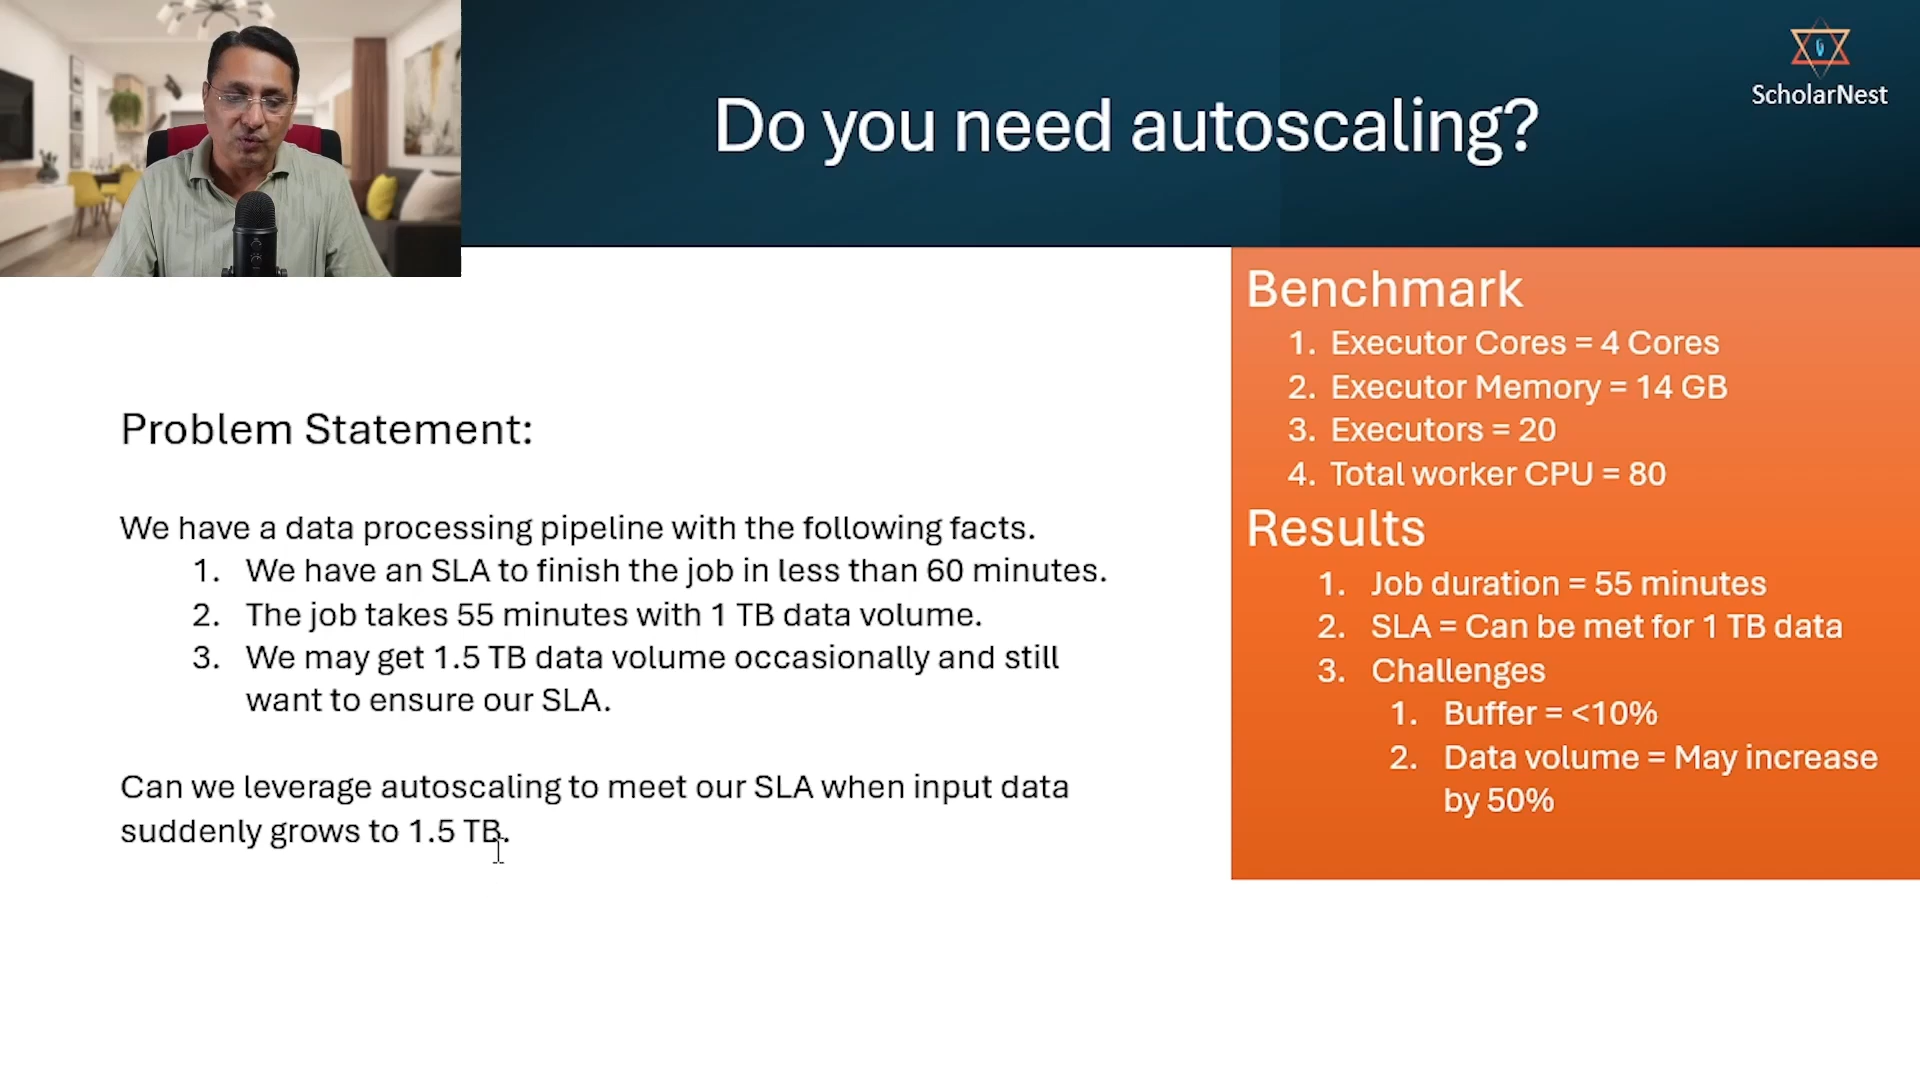 Do you need autoscaling?
ScholarNest
Problem Statement:
We have a data processing pipeline with the following facts.
1. We have an SLA to finish the job in less than 60 minutes.
2. The job takes 55 minutes with 1 TB data volume.
3. We may get 1.5 TB data volume occasionally and still
want to ensure our SLA.
Can we leverage autoscaling to meet our SLA when input data
suddenly grows to 1.5 TB.
Benchmark
1. Executor Cores = 4 Cores
2. Executor Memory = 14 GB
3. Executors = 20
4. Total worker CPU = 80
Results
1. Job duration = 55 minutes
2. SLA = Can be met for 1 TB data
3. Challenges
1. Buffer = <10%
2. Data volume = May increase
by 50%